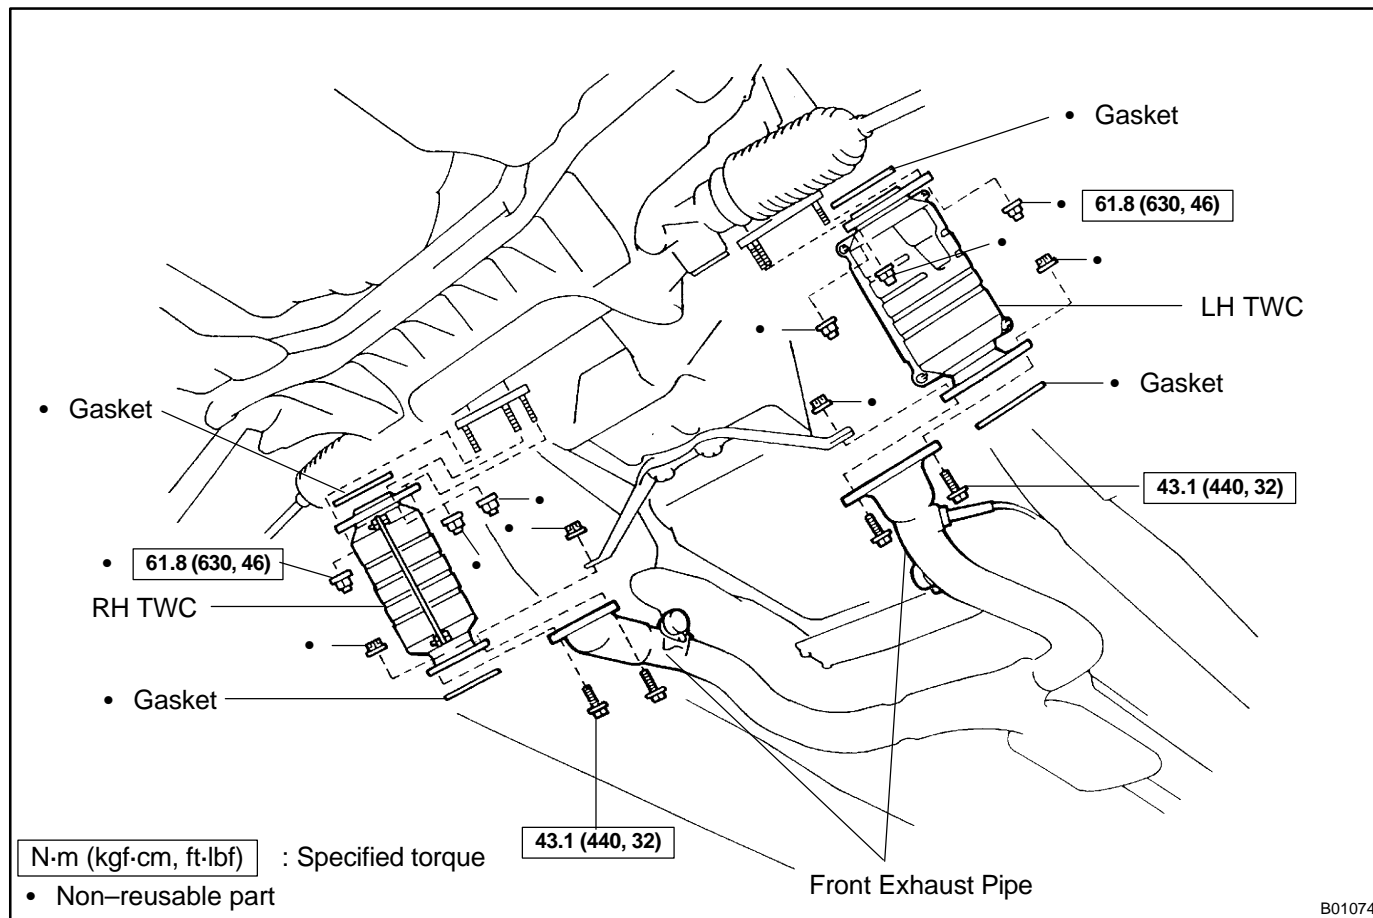 • Gasket
• 61.8 (630, 46)
•
•
LH TWC
•
• Gasket
•
• Gasket
43.1 (440, 32)
•
•
• 61.8 (630, 46)
•
RH TWC
•
• Gasket
43.1 (440, 32)
N·m (kgf·cm, ft·lbf) : Specified torque
Front Exhaust Pipe
• Non–reusable part
B01074